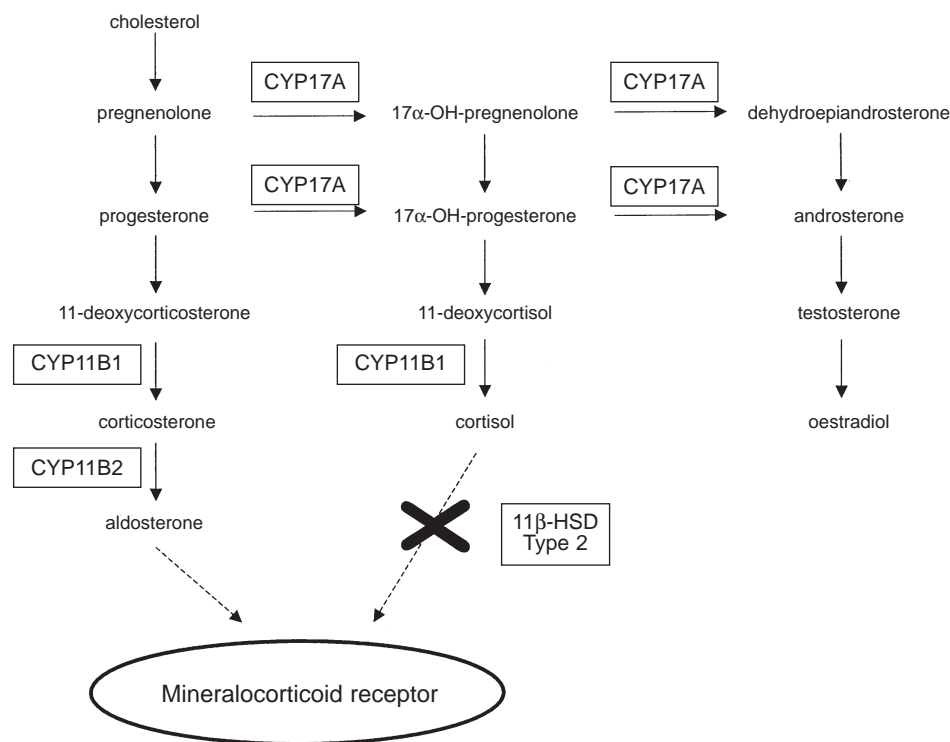 cholesterol
CYP17A
CYP17A
pregnenolone
17α-OH-pregnenolone
dehydroepiandrosterone
CYP17A
CYP17A
progesterone
17α-OH-progesterone
androsterone
11-deoxycorticosterone
11-deoxycortisol
testosterone
CYP11B1
CYP11B1
corticosterone
cortisol
oestradiol
CYP11B2
aldosterone
11β-HSD
Type 2
Mineralocorticoid receptor